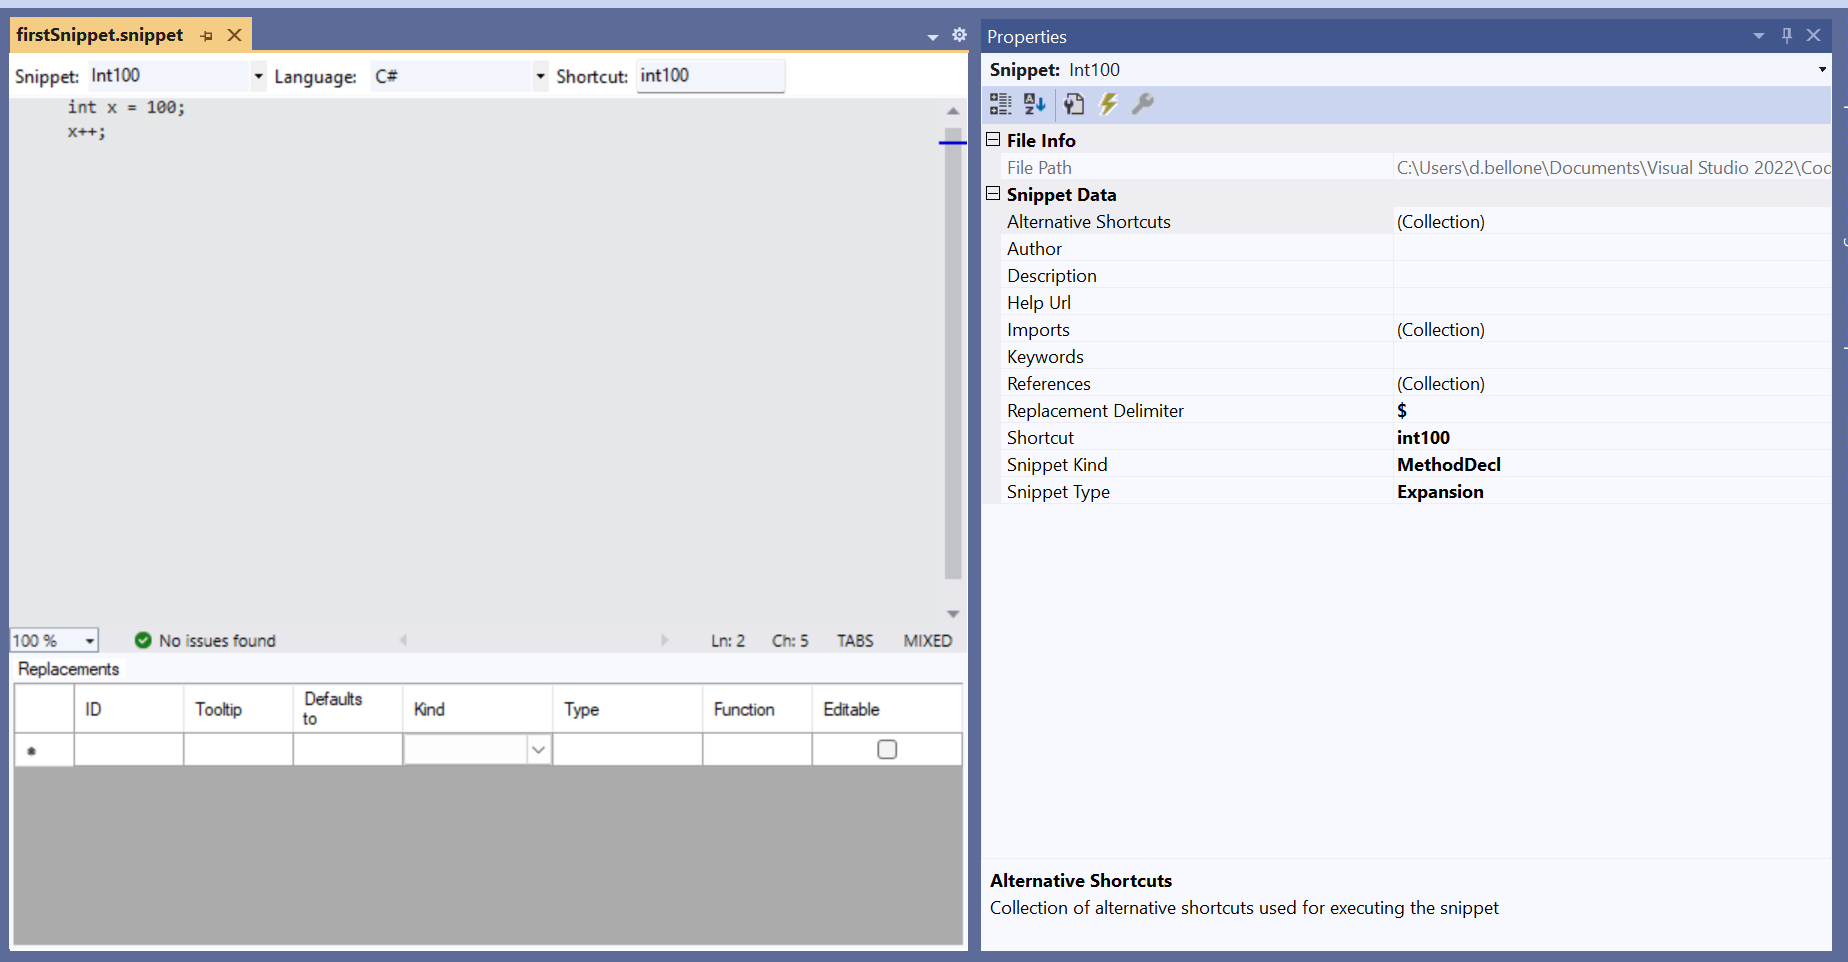 firstSnippet.snippet
Snippet: Int100 Language: C# Shortcut: int100
int x = 100;
x++;
100 % No issues found Ln: 2 Ch: 5 TABS MIXED
Replacements
ID Tooltip Defaults to Kind Type Function Editable
*
Properties
Snippet: Int100
File Info
File Path C:\Users\d.bellone\Documents\Visual Studio 2022\Coc
Snippet Data
Alternative Shortcuts (Collection)
Author
Description
Help Url
Imports (Collection)
Keywords
References (Collection)
Replacement Delimiter $
Shortcut int100
Snippet Kind MethodDecl
Snippet Type Expansion
Alternative Shortcuts
Collection of alternative shortcuts used for executing the snippet